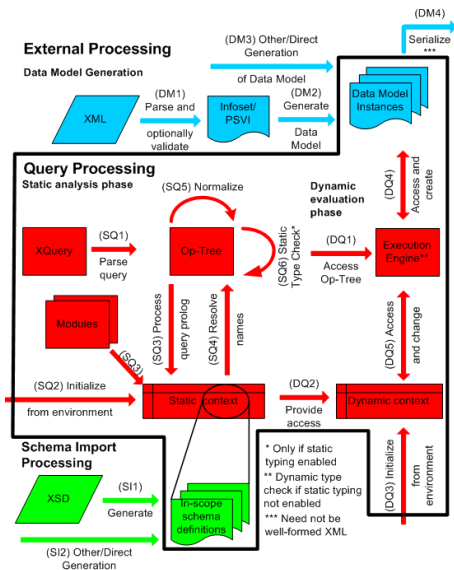 (DM4)
External Processing
(DM3) Other/Direct
Serialize
Generation
***
Data Model Generation
of Data Model
(DM1)
Parse and
optionally
validate
(DM2)
Generate
Data
Model
XML
Infoset/
PSVI
Data Model
Instances
Query Processing
Static analysis phase
(SQ5) Normalize
Dynamic
evaluation
phase
(DQ4)
Access and
create
(SQ1)
Parse
query
XQuery
Op-Tree
(SQ6) Static
Type Check*
(DQ1)
Access
Op-Tree
Execution
Engine**
Modules
(SQ3)
(SQ3) Process
query prolog
(SQ4) Resolve
names
(DQ5) Access
and change
(SQ2) Initialize
from environment
Static context
(DQ2)
Provide
access
Dynamic context
Schema Import
Processing
* Only if static
typing enabled
** Dynamic type
check if static typing
not enabled
*** Need not be
well-formed XML
(DQ3) Initialize
from
environment
XSD
(SI1)
Generate
In-scope
schema
definitions
(SI2) Other/Direct
Generation